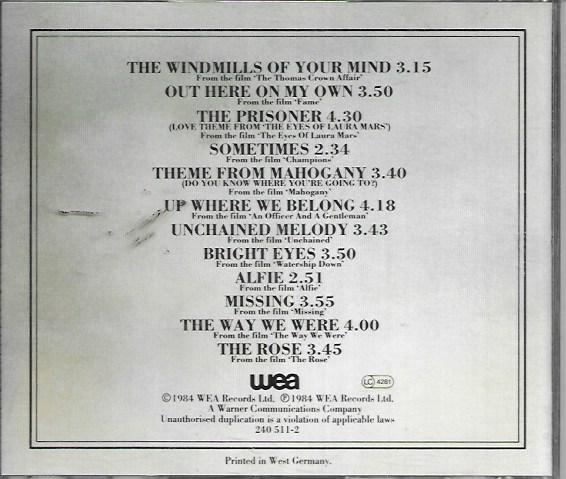 THE WINDMILLS OF YOUR MIND 3.15
From the film 'The Thomas Crown Affair'
OUT HERE ON MY OWN 3.50
From the film 'Fame'
THE PRISONER 4.30
(LOVE THEME FROM 'THE EYES OF LAURA MARS')
From the film 'The Eyes Of Laura Mars'
SOMETIMES 2.34
From the film 'Champions'
THEME FROM MAHOGANY 3.40
(DO YOU KNOW WHERE YOU'RE GOING TO?)
From the film 'Mahogany'
UP WHERE WE BELONG 4.18
From the film 'An Officer And A Gentleman'
UNCHAINED MELODY 3.43
From the film 'Unchained'
BRIGHT EYES 3.50
From the film 'Watership Down'
ALFIE 2.51
From the film 'Alfie'
MISSING 3.55
From the film 'Missing'
THE WAY WE WERE 4.00
From the film 'The Way We Were'
THE ROSE 3.45
From the film 'The Rose'
wea
LC 4281
©1984 WEA Records Ltd. ℗1984 WEA Records Ltd.
A Warner Communications Company
Unauthorised duplication is a violation of applicable laws
240 511-2
Printed in West Germany.